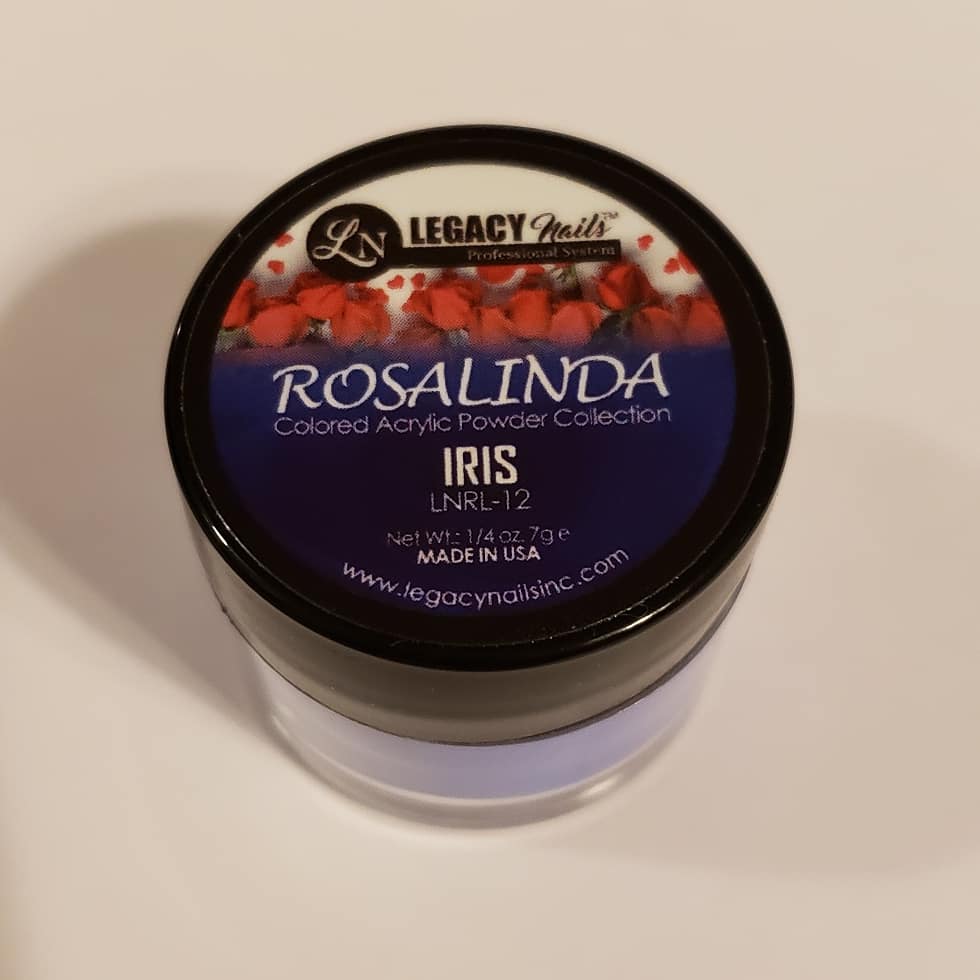 LN LEGACY Nails™
Professional System
ROSALINDA
Colored Acrylic Powder Collection
IRIS
LNRL-12
Net Wt.: 1/4 oz. 7g e
MADE IN USA
www.legacynailsinc.com